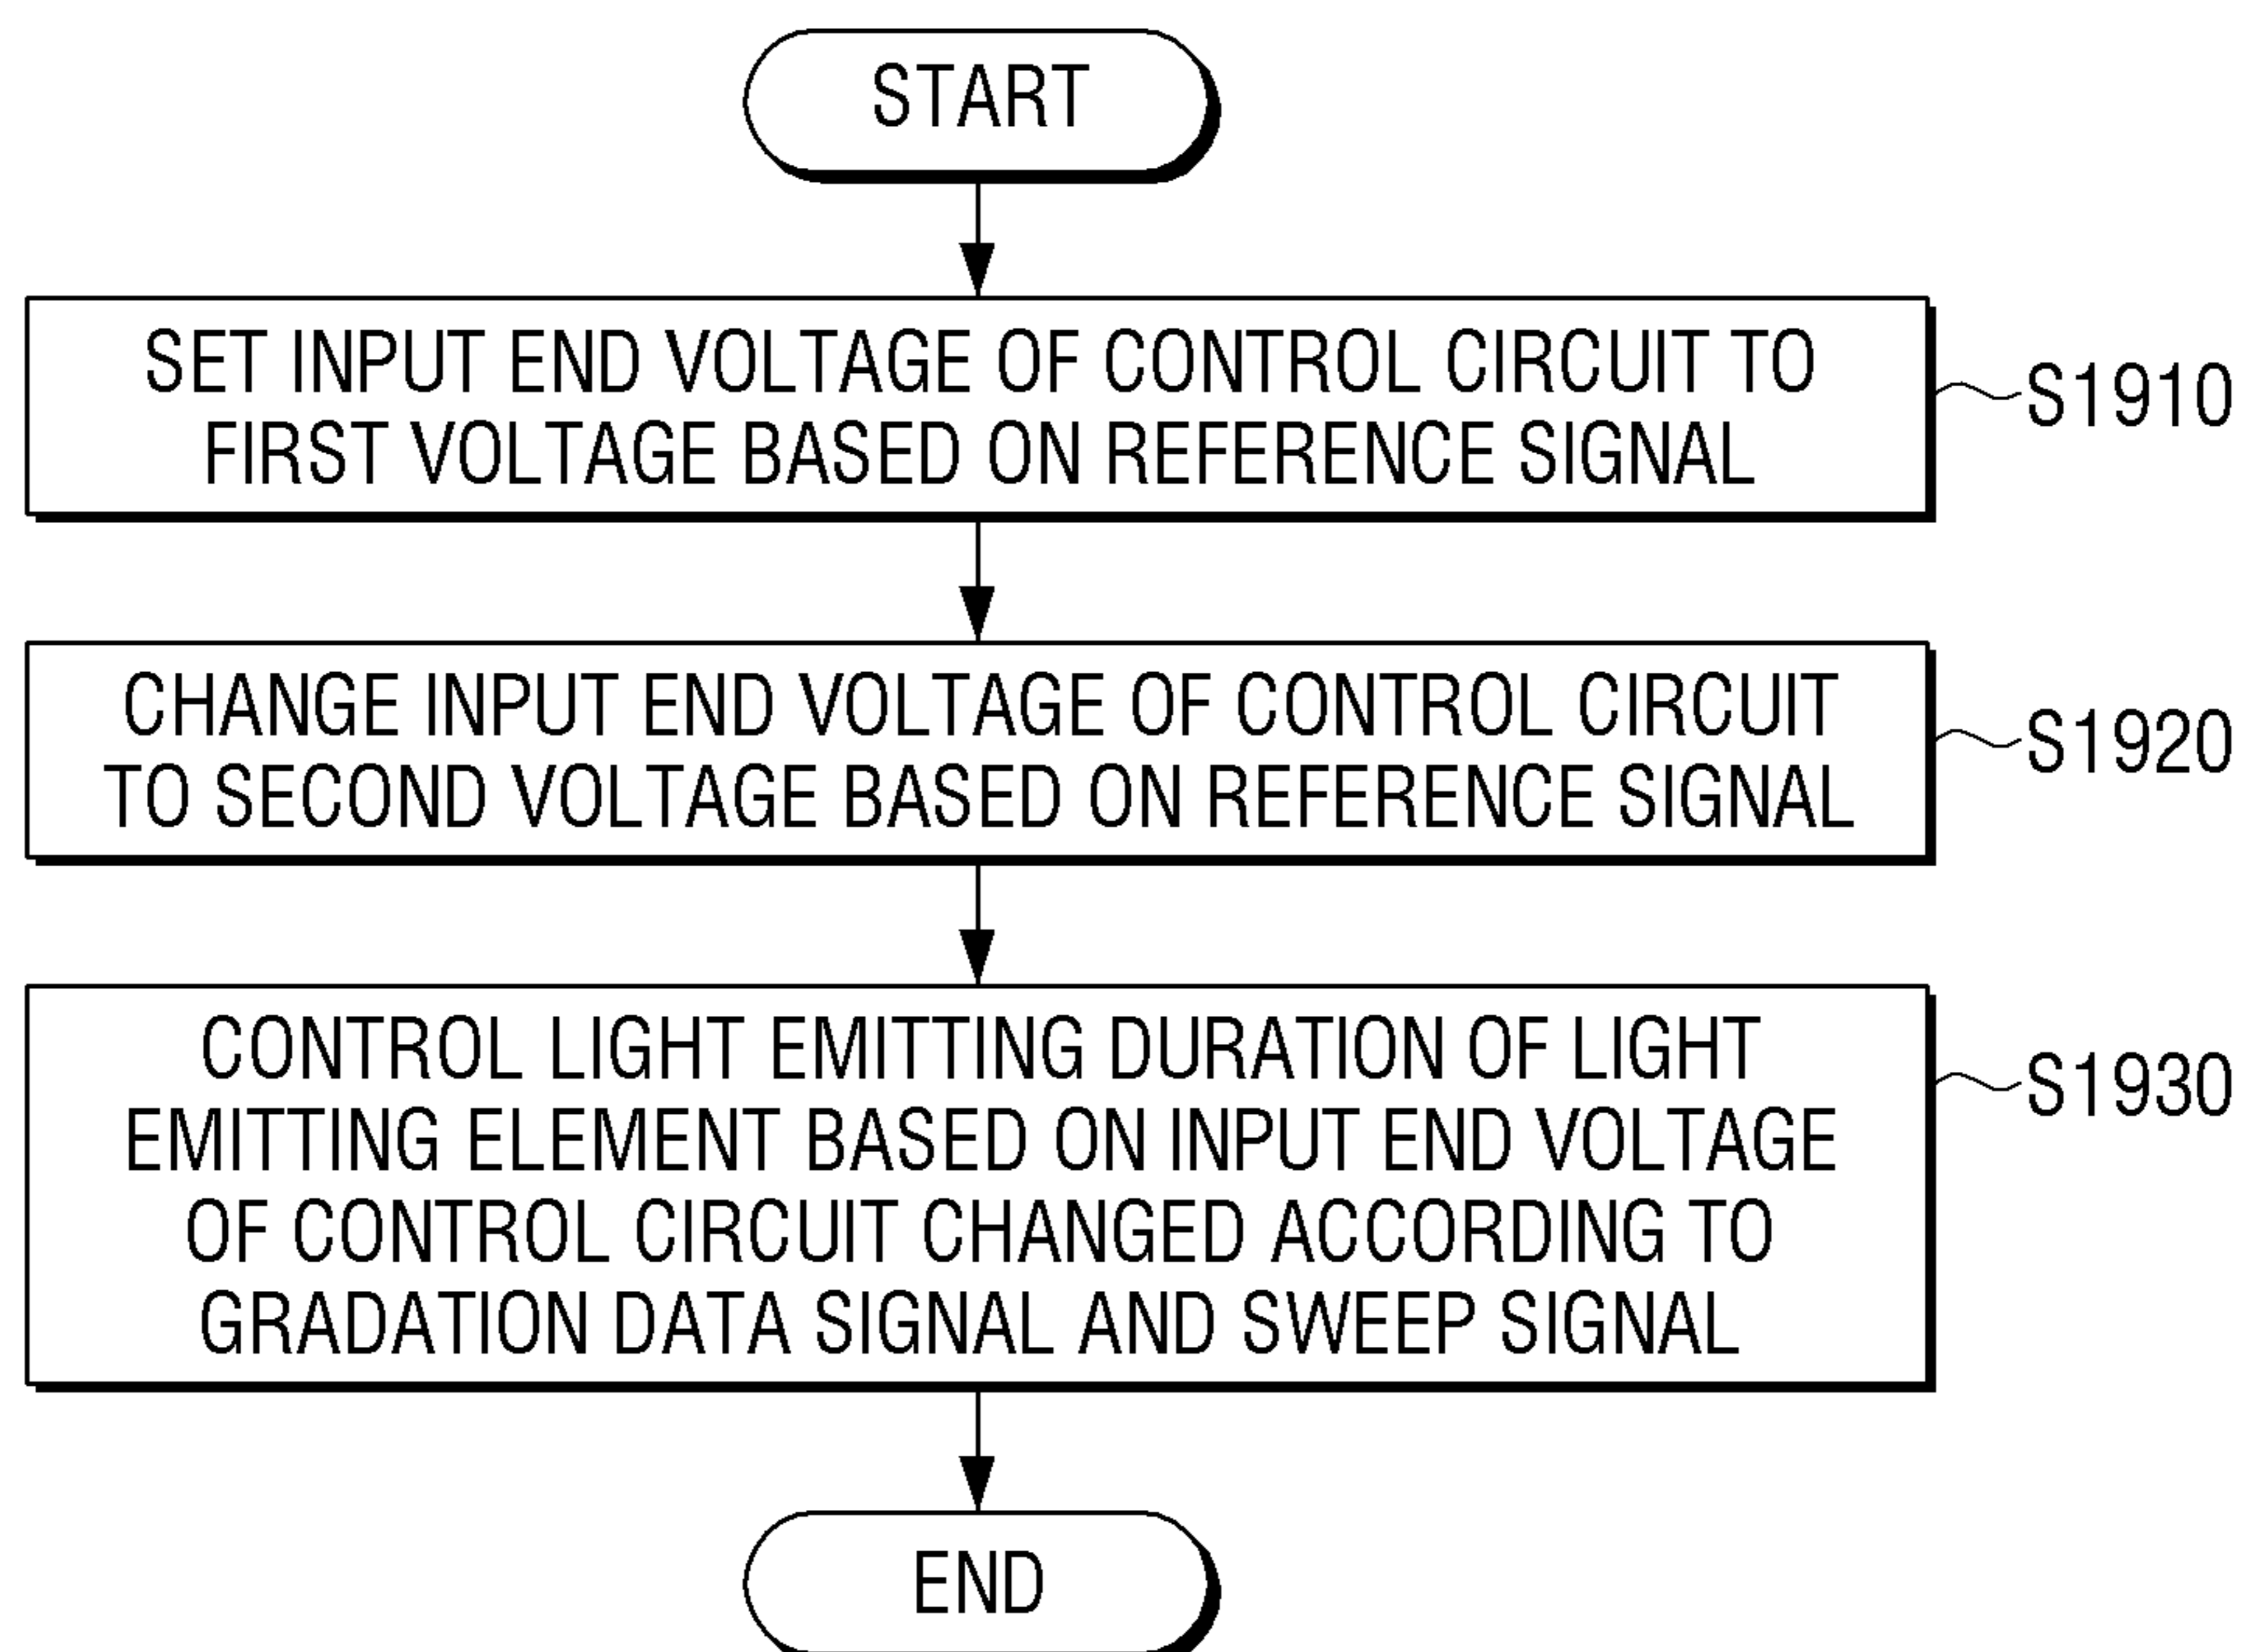 START
SET INPUT END VOLTAGE OF CONTROL CIRCUIT TO
FIRST VOLTAGE BASED ON REFERENCE SIGNAL
S1910
CHANGE INPUT END VOLTAGE OF CONTROL CIRCUIT
TO SECOND VOLTAGE BASED ON REFERENCE SIGNAL
S1920
CONTROL LIGHT EMITTING DURATION OF LIGHT
EMITTING ELEMENT BASED ON INPUT END VOLTAGE
OF CONTROL CIRCUIT CHANGED ACCORDING TO
GRADATION DATA SIGNAL AND SWEEP SIGNAL
S1930
END